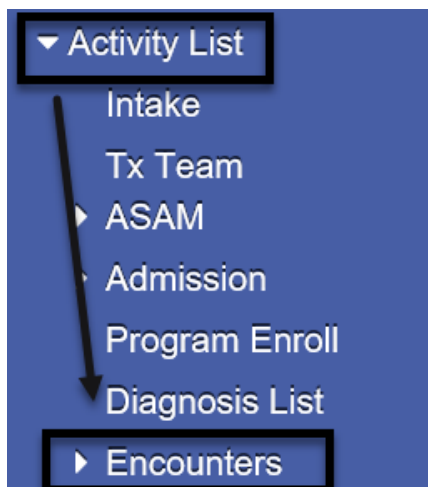 Activity List
Intake
Tx Team
ASAM
Admission
Program Enroll
Diagnosis List
Encounters